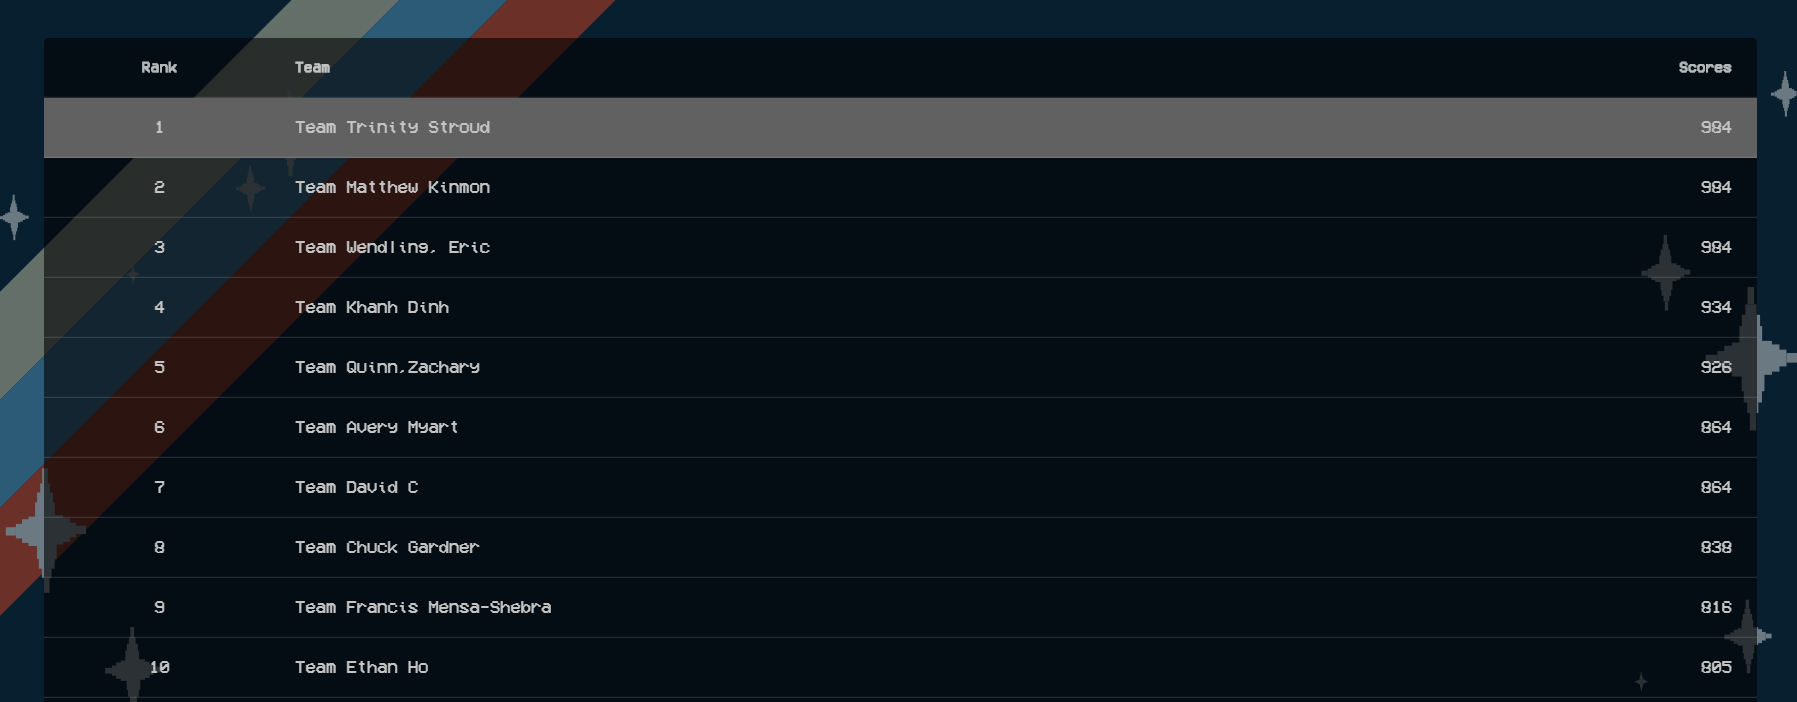 Rank Team Scores
1 Team Trinity Stroud 984
2 Team Matthew Kinmon 984
3 Team Wendling, Eric 984
4 Team Khanh Dinh 934
5 Team Quinn,Zachary 926
6 Team Avery Myart 864
7 Team David C 864
8 Team Chuck Gardner 838
9 Team Francis Mensa-Shebra 816
10 Team Ethan Ho 805